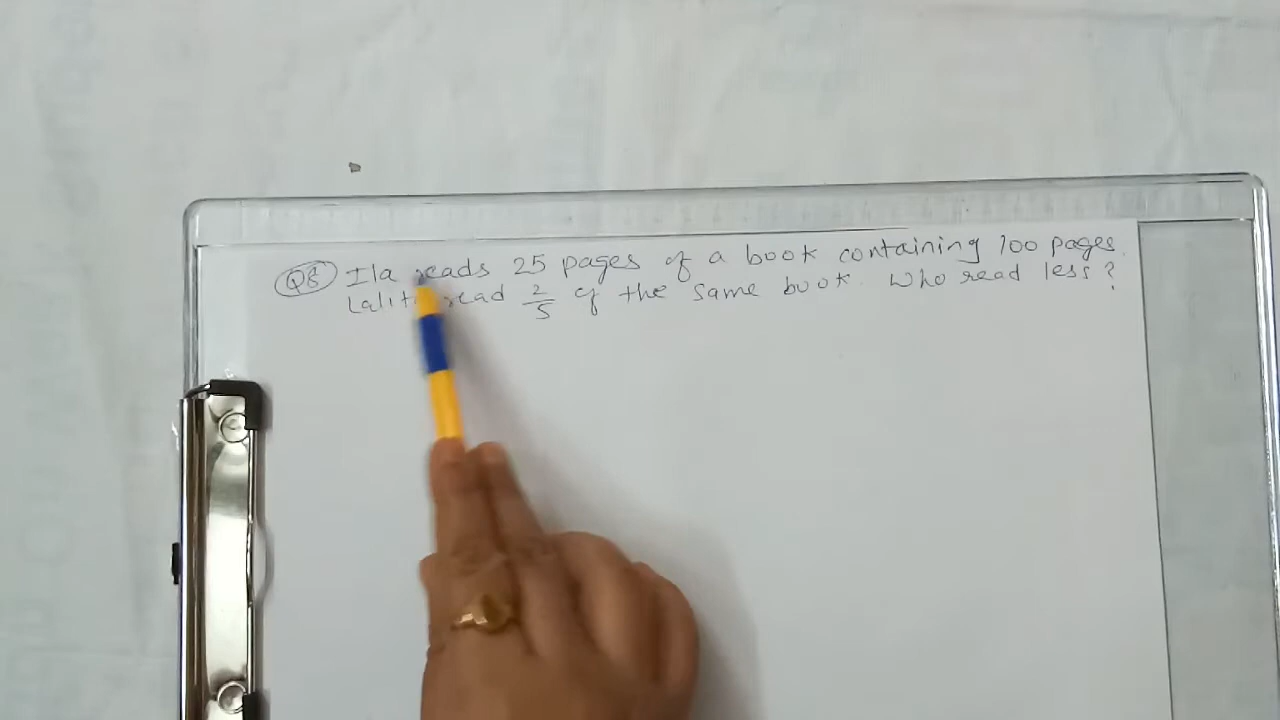 Q8 Ila reads 25 pages of a book containing 100 pages.
read 2/5 of the same book. Who read less?